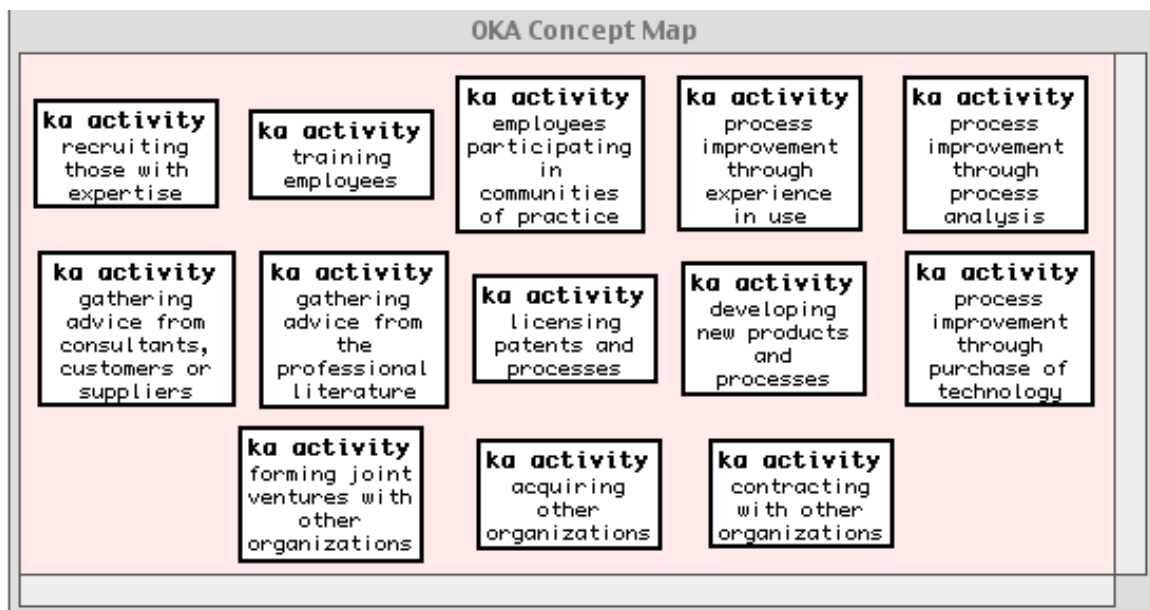 OKA Concept Map
ka activity
recruiting
those with
expertise
ka activity
training
employees
ka activity
employees
participating
in
communities
of practice
ka activity
process
improvement
through
experience
in use
ka activity
process
improvement
through
process
analysis
ka activity
gathering
advice from
consultants,
customers or
suppliers
ka activity
gathering
advice from
the
professional
literature
ka activity
licensing
patents and
processes
ka activity
developing
new products
and
processes
ka activity
process
improvement
through
purchase of
technology
ka activity
forming joint
ventures with
other
organizations
ka activity
acquiring
other
organizations
ka activity
contracting
with other
organizations